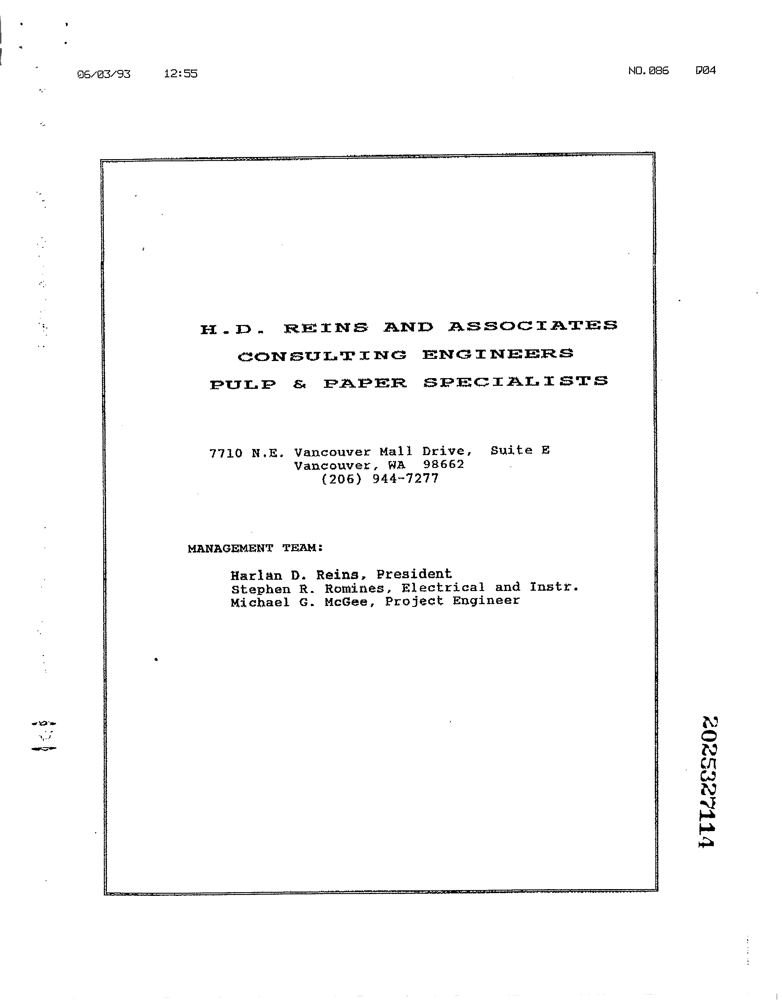 06/03/93 12:55 NO.086 P04
H.D. REINS AND ASSOCIATES
CONSULTING ENGINEERS
PULP & PAPER SPECIALISTS
7710 N.E. Vancouver Mall Drive, Suite E
Vancouver, WA 98662
(206) 944-7277
MANAGEMENT TEAM:
Harlan D. Reins, President
Stephen R. Romines, Electrical and Instr.
Michael G. McGee, Project Engineer
2025327114